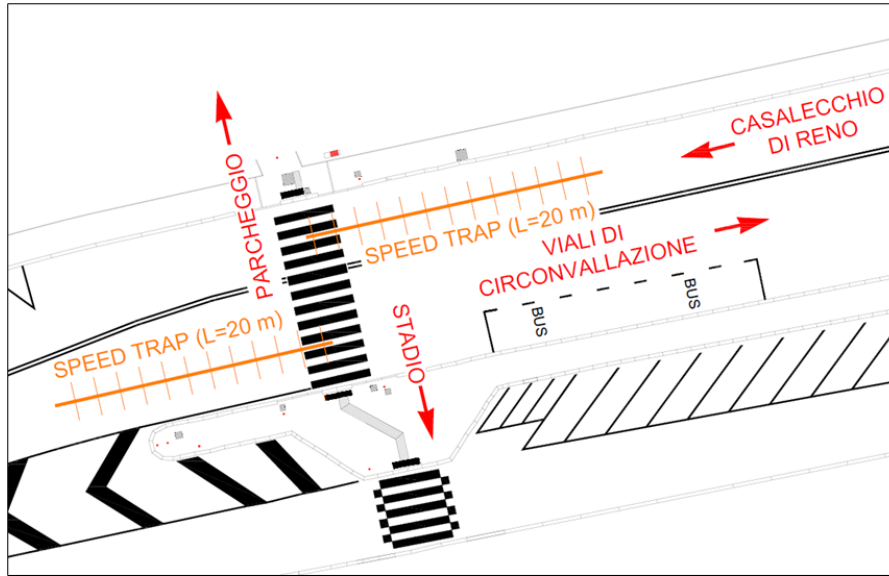 CASALECCHIO
DI RENO
PARCHEGGIO
SPEED TRAP (L=20 m)
VIALI DI
CIRCONVALLAZIONE
BUS
BUS
STADIO
SPEED TRAP (L=20 m)